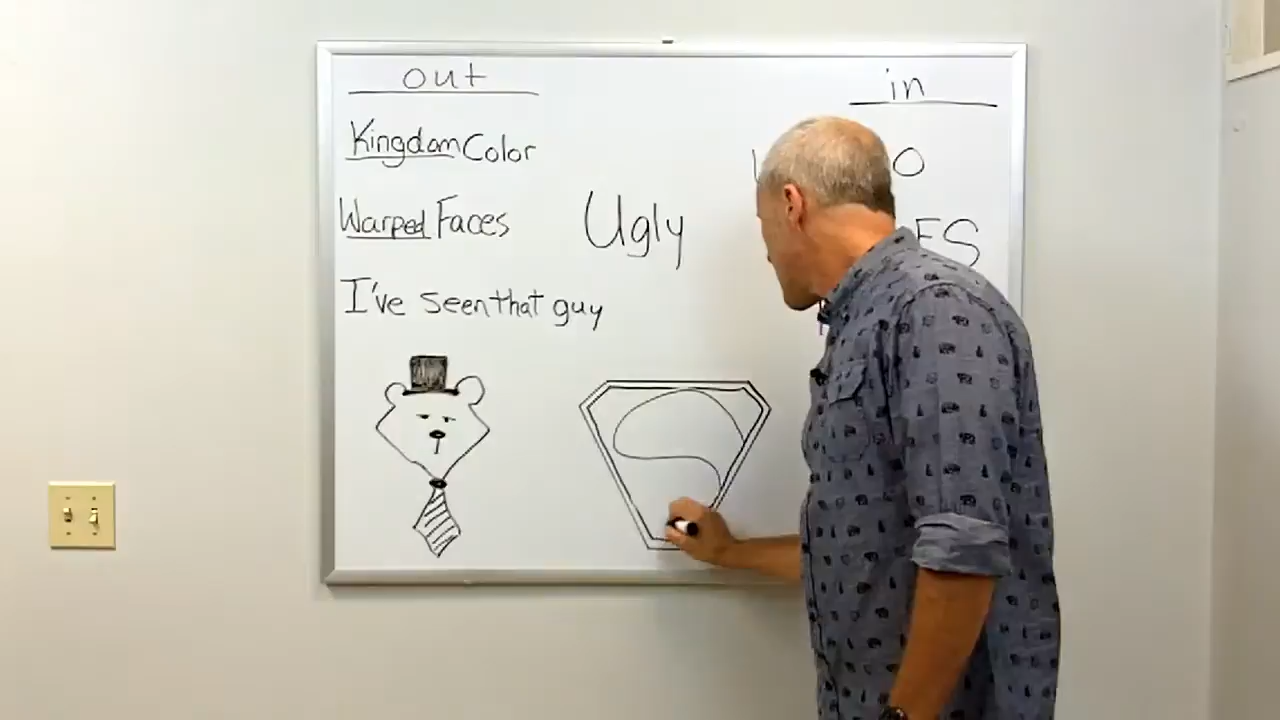 out
in
Kingdom Color
Warped Faces
Ugly
I've seen that guy